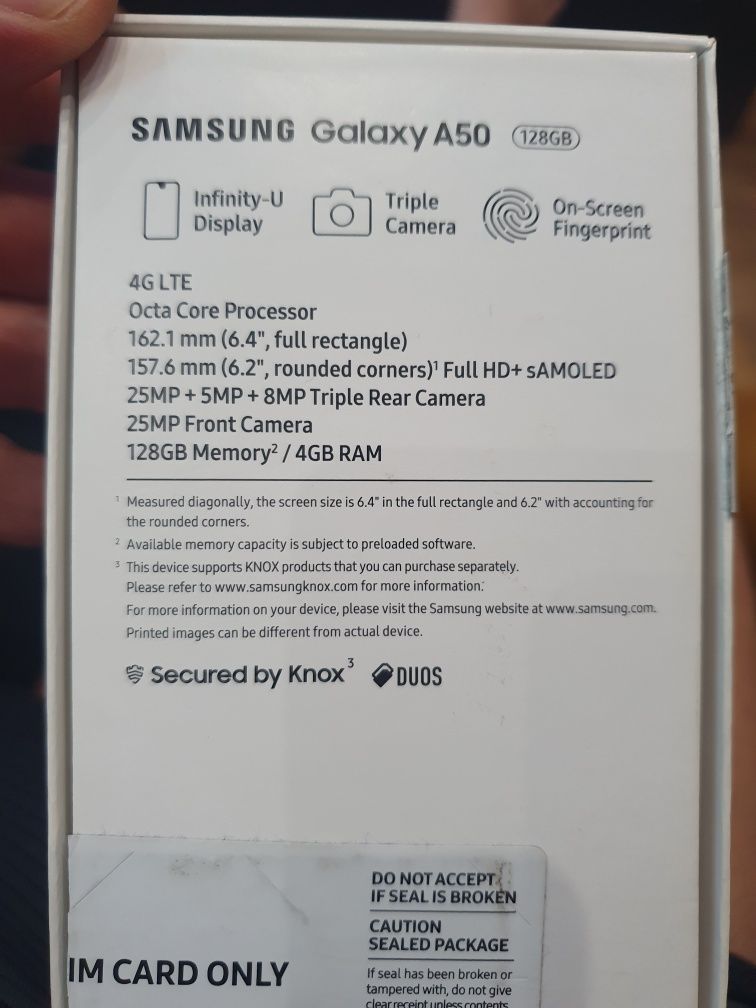 SAMSUNG Galaxy A50 128GB
Infinity-U
Display
Triple
Camera
On-Screen
Fingerprint
4G LTE
Octa Core Processor
162.1 mm (6.4", full rectangle)
157.6 mm (6.2", rounded corners)¹ Full HD+ sAMOLED
25MP + 5MP + 8MP Triple Rear Camera
25MP Front Camera
128GB Memory² / 4GB RAM
¹ Measured diagonally, the screen size is 6.4" in the full rectangle and 6.2" with accounting for
the rounded corners.
² Available memory capacity is subject to preloaded software.
³ This device supports KNOX products that you can purchase separately.
Please refer to www.samsungknox.com for more information.
For more information on your device, please visit the Samsung website at www.samsung.com.
Printed images can be different from actual device.
Secured by Knox³ DUOS
IM CARD ONLY
DO NOT ACCEPT
IF SEAL IS BROKEN
CAUTION
SEALED PACKAGE
If seal has been broken or
tampered with, do not give
clear receipt unless contents